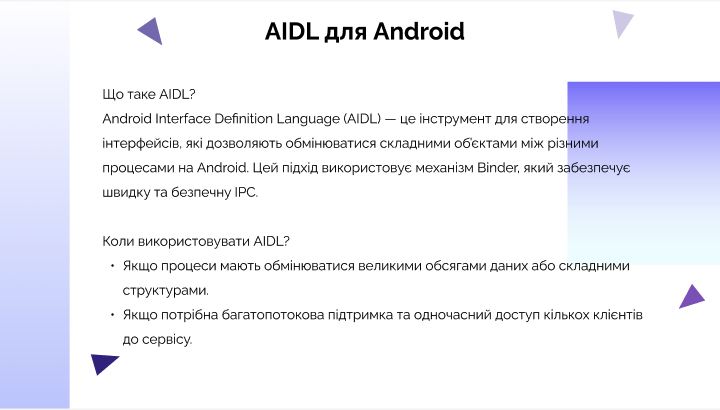 AIDL для Android
Що таке AIDL?
Android Interface Definition Language (AIDL) — це інструмент для створення
інтерфейсів, які дозволяють обмінюватися складними об'єктами між різними
процесами на Android. Цей підхід використовує механізм Binder, який забезпечує
швидку та безпечну IPC.
Коли використовувати AIDL?
• Якщо процеси мають обмінюватися великими обсягами даних або складними
структурами.
• Якщо потрібна багатопотокова підтримка та одночасний доступ кількох клієнтів
до сервісу.